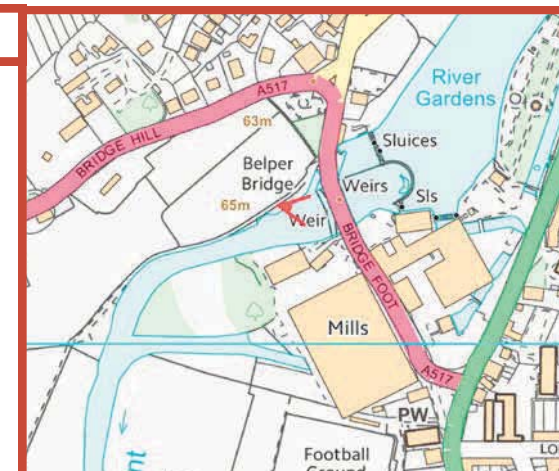 A517
River
Gardens
BRIDGE HILL
63m
Sluices
Belper
Bridge
Weirs
65m
Sls
Weir
BRIDGE FOOT
Mills
A517
PW
Football